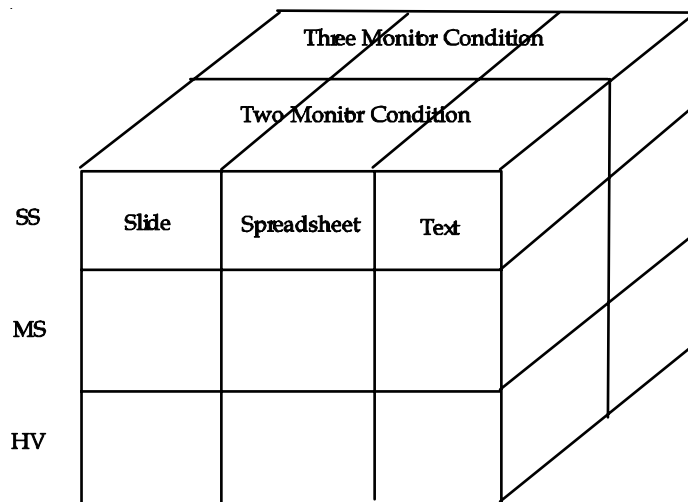 Three Monitor Condition
Two Monitor Condition
SS Slide Spreadsheet Text
MS
HV